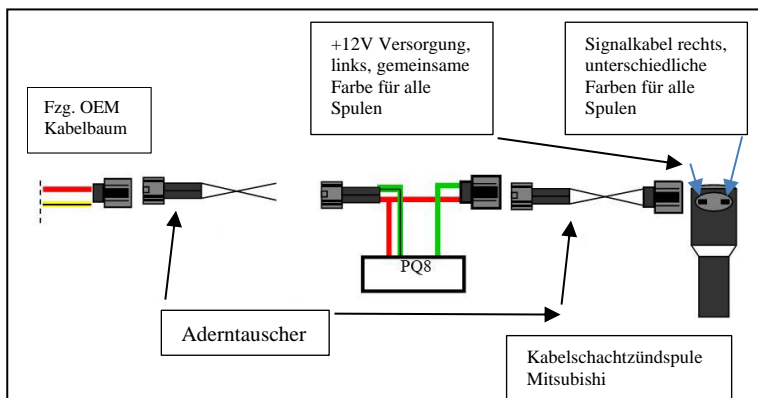 +12V Versorgung,
links, gemeinsame
Farbe für alle
Spulen
Signalkabel rechts,
unterschiedliche
Farben für alle
Spulen
Fzg. OEM
Kabelbaum
PQ8
Aderntauscher
Kabelschachtzündspule
Mitsubishi